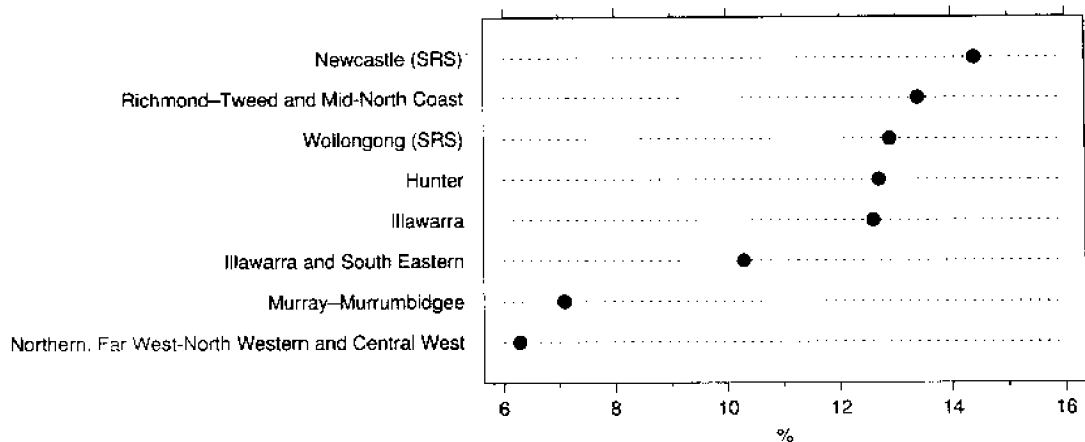 Newcastle (SRS)
Richmond–Tweed and Mid-North Coast
Wollongong (SRS)
Hunter
Illawarra
Illawarra and South Eastern
Murray–Murrumbidgee
Northern, Far West-North Western and Central West
6 8 10 12 14 16
%